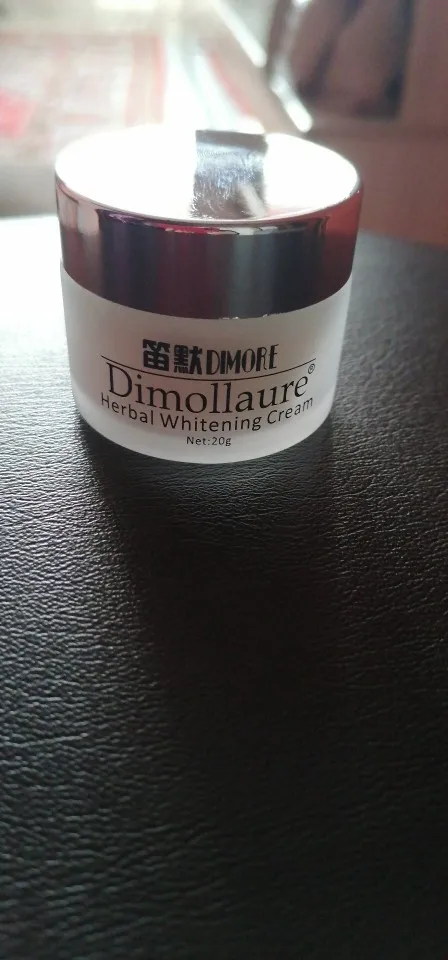 笛默DIMORE
Dimollaure®
Herbal Whitening Cream
Net:20g